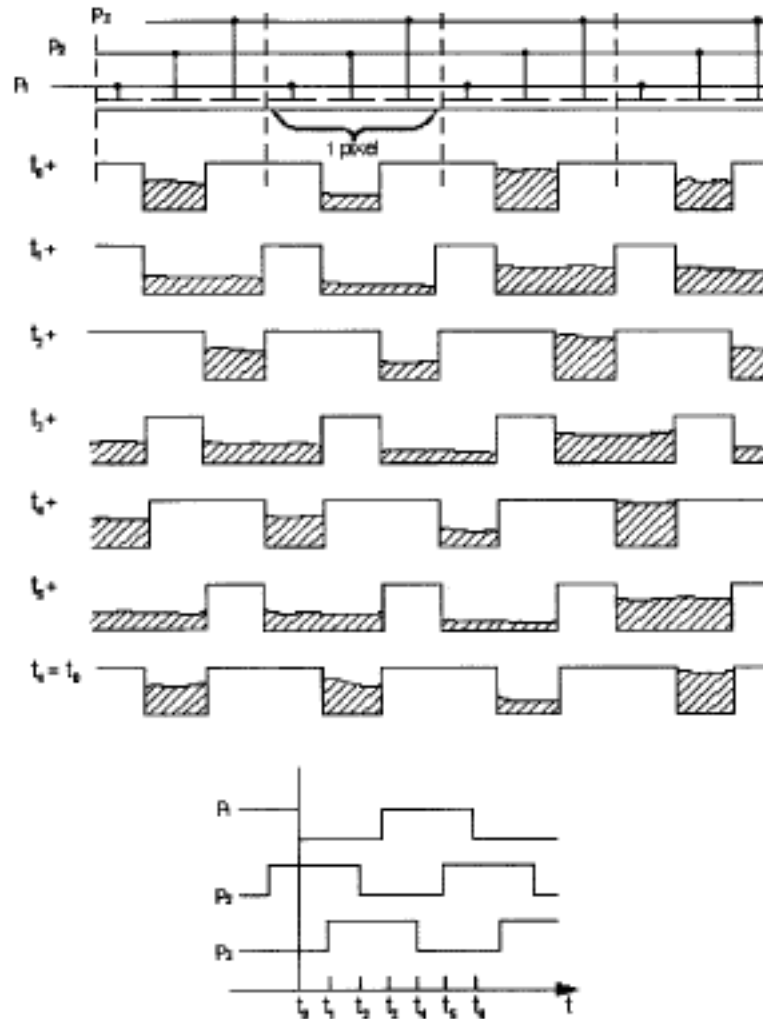 P3
P2
P1
1 pixel
t0 +
t1 +
t2 +
t3 +
t4 +
t5 +
t6 = t0
P1
P2
P3
t0 t1 t2 t3 t4 t5 t6 t